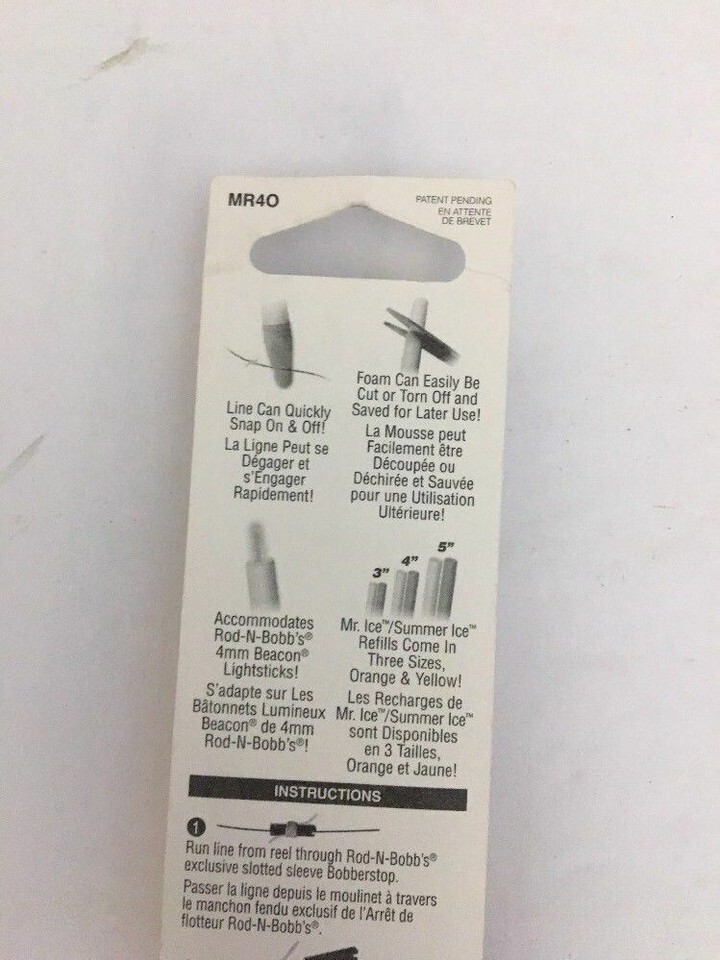 MR4O
PATENT PENDING
EN ATTENTE
DE BREVET
Line Can Quickly
Snap On & Off!
La Ligne Peut se
Dégager et
s'Engager
Rapidement!
Foam Can Easily Be
Cut or Torn Off and
Saved for Later Use!
La Mousse peut
Facilement être
Découpée ou
Déchirée et Sauvée
pour une Utilisation
Ultérieure!
Accommodates
Rod-N-Bobb's®
4mm Beacon®
Lightsticks!
S'adapte sur Les
Bâtonnets Lumineux
Beacon® de 4mm
Rod-N-Bobb's®!
3" 4" 5"
Mr. Ice™/Summer Ice™
Refills Come In
Three Sizes,
Orange & Yellow!
Les Recharges de
Mr. Ice™/Summer Ice™
sont Disponibles
en 3 Tailles,
Orange et Jaune!
INSTRUCTIONS
1
Run line from reel through Rod-N-Bobb's®
exclusive slotted sleeve Bobberstop.
Passer la ligne depuis le moulinet à travers
le manchon fendu exclusif de l'Arrêt de
flotteur Rod-N-Bobb's®.